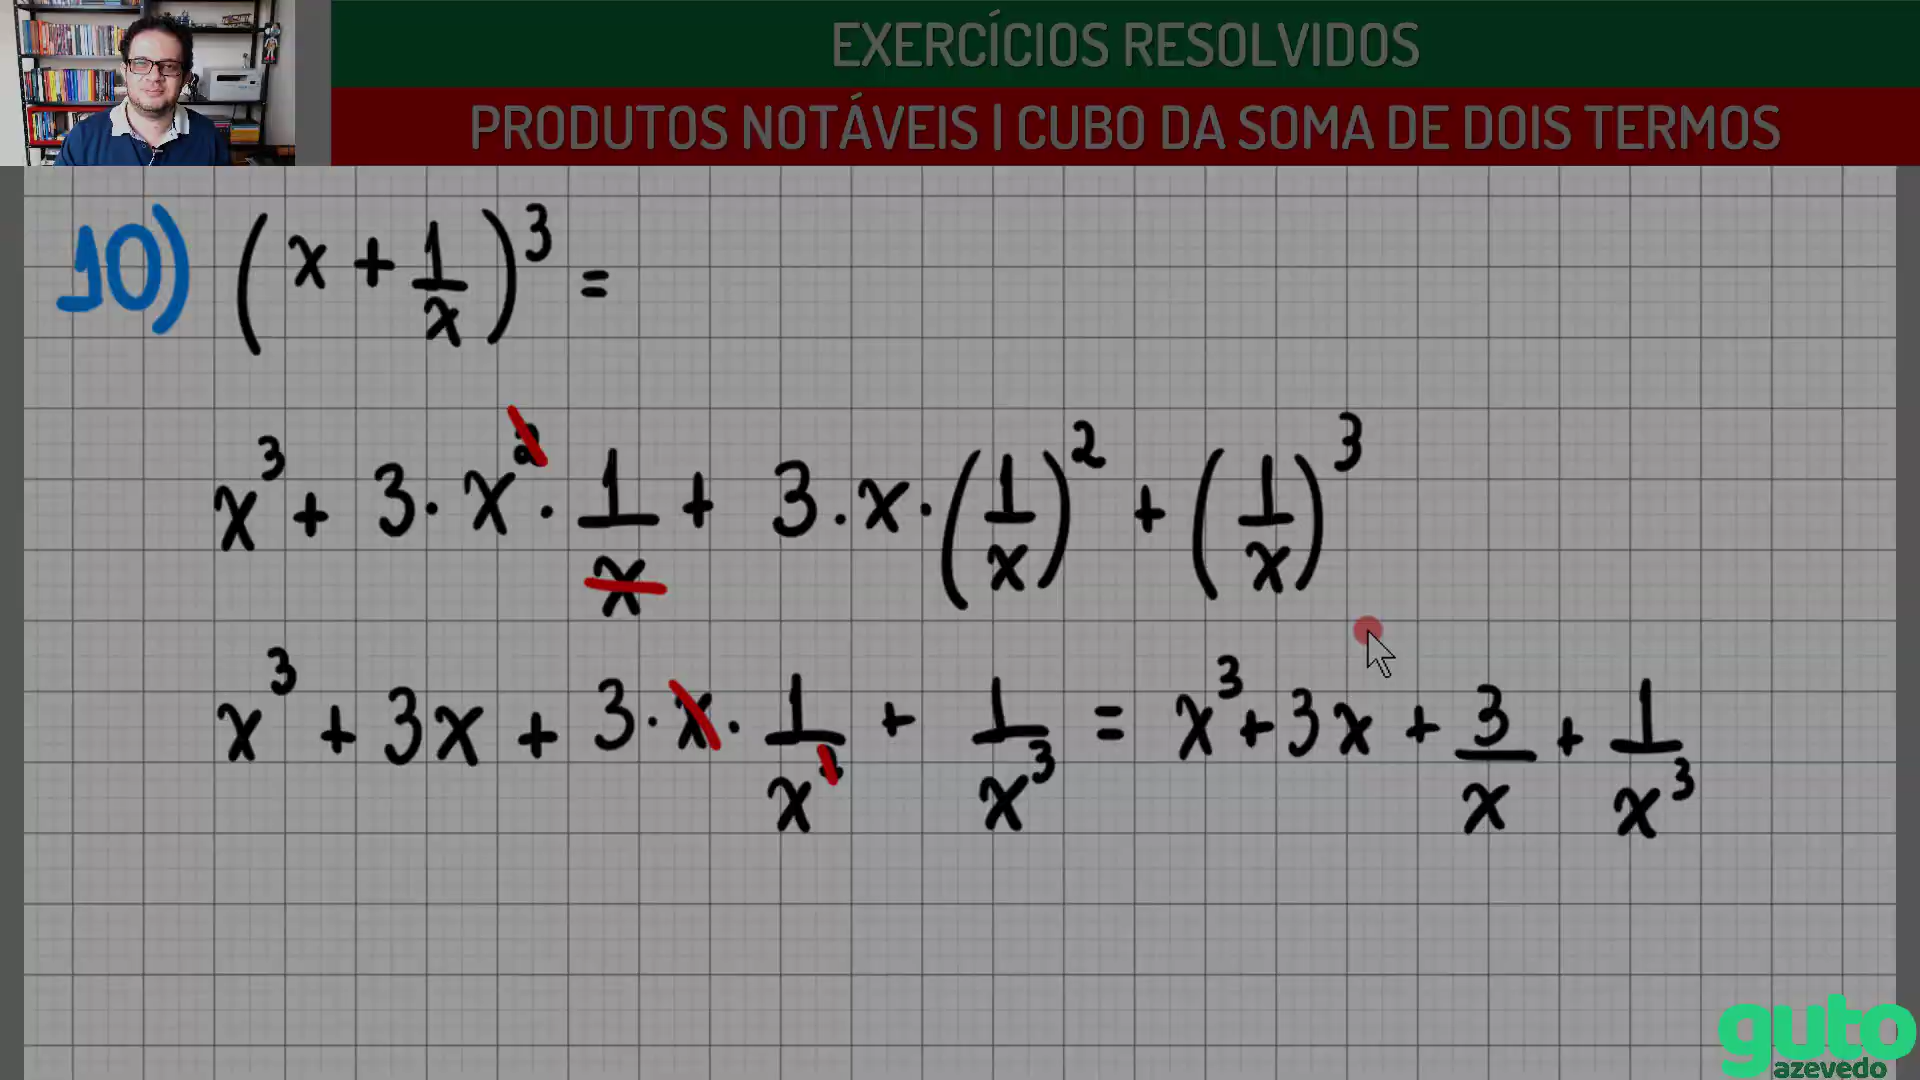 EXERCÍCIOS RESOLVIDOS
PRODUTOS NOTÁVEIS | CUBO DA SOMA DE DOIS TERMOS
10) (x + 1/x)³ =
x³ + 3·x²·1/x + 3·x·(1/x)² + (1/x)³
x³ + 3x + 3·x·1/x² + 1/x³ = x³ + 3x + 3/x + 1/x³
guto
azevedo